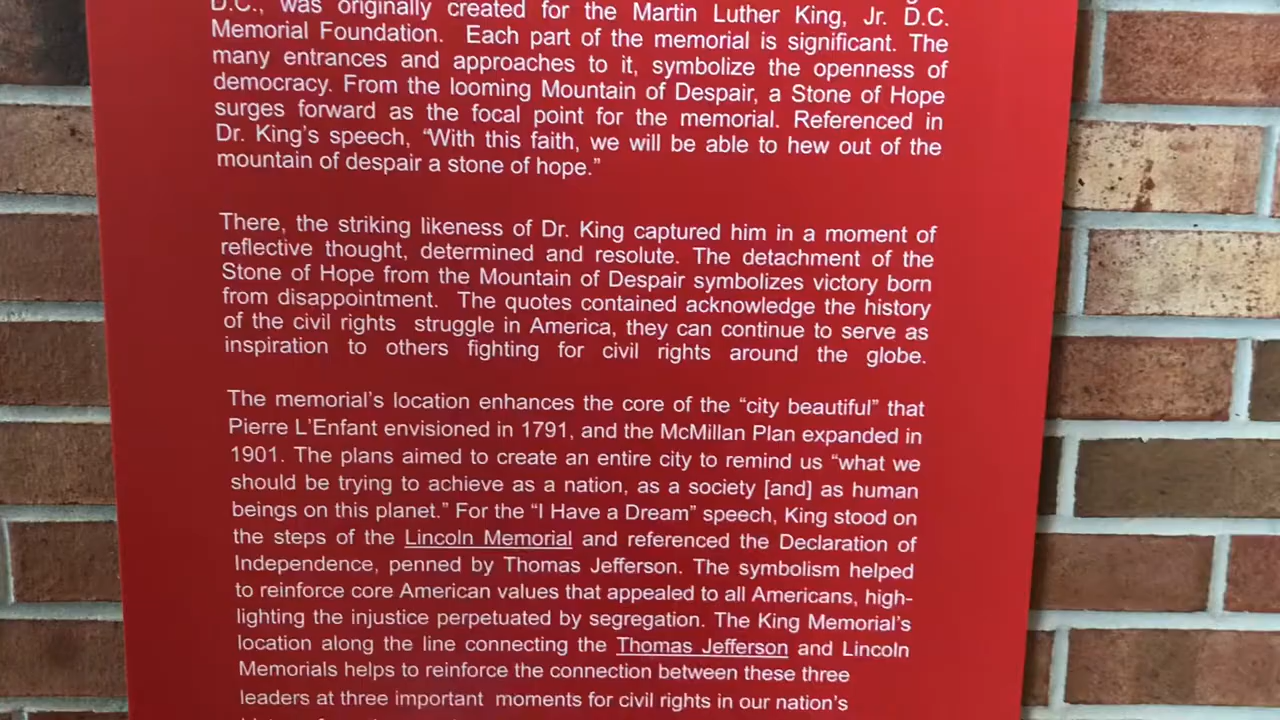 D.C., was originally created for the Martin Luther King, Jr. D.C.
Memorial Foundation. Each part of the memorial is significant. The
many entrances and approaches to it, symbolize the openness of
democracy. From the looming Mountain of Despair, a Stone of Hope
surges forward as the focal point for the memorial. Referenced in
Dr. King's speech, “With this faith, we will be able to hew out of the
mountain of despair a stone of hope.”
There, the striking likeness of Dr. King captured him in a moment of
reflective thought, determined and resolute. The detachment of the
Stone of Hope from the Mountain of Despair symbolizes victory born
from disappointment. The quotes contained acknowledge the history
of the civil rights struggle in America, they can continue to serve as
inspiration to others fighting for civil rights around the globe.
The memorial's location enhances the core of the “city beautiful” that
Pierre L'Enfant envisioned in 1791, and the McMillan Plan expanded in
1901. The plans aimed to create an entire city to remind us “what we
should be trying to achieve as a nation, as a society [and] as human
beings on this planet.” For the “I Have a Dream” speech, King stood on
the steps of the Lincoln Memorial and referenced the Declaration of
Independence, penned by Thomas Jefferson. The symbolism helped
to reinforce core American values that appealed to all Americans, high-
lighting the injustice perpetuated by segregation. The King Memorial's
location along the line connecting the Thomas Jefferson and Lincoln
Memorials helps to reinforce the connection between these three
leaders at three important moments for civil rights in our nation's